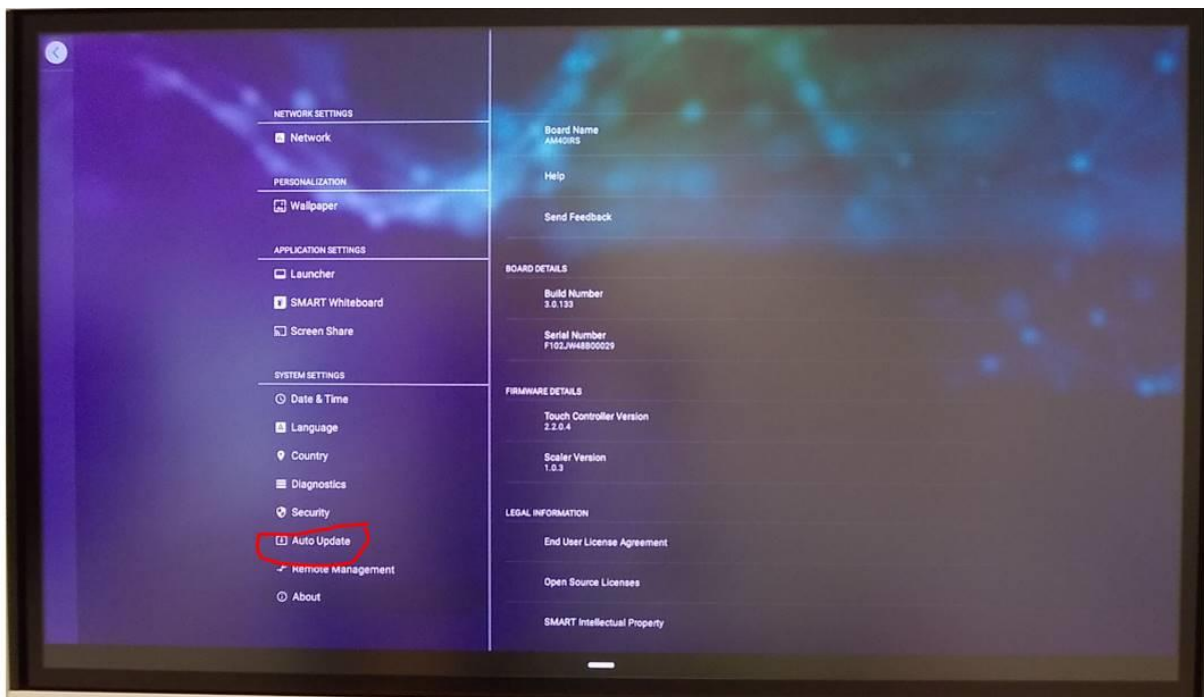 NETWORK SETTINGS
Network
PERSONALIZATION
Wallpaper
APPLICATION SETTINGS
Launcher
SMART Whiteboard
Screen Share
SYSTEM SETTINGS
Date & Time
Language
Country
Diagnostics
Security
Auto Update
Remote Management
About
Board Name
AM40IRS
Help
Send Feedback
BOARD DETAILS
Build Number
3.0.133
Serial Number
F102JW48B00029
FIRMWARE DETAILS
Touch Controller Version
2.2.0.4
Scaler Version
1.0.3
LEGAL INFORMATION
End User License Agreement
Open Source Licenses
SMART Intellectual Property